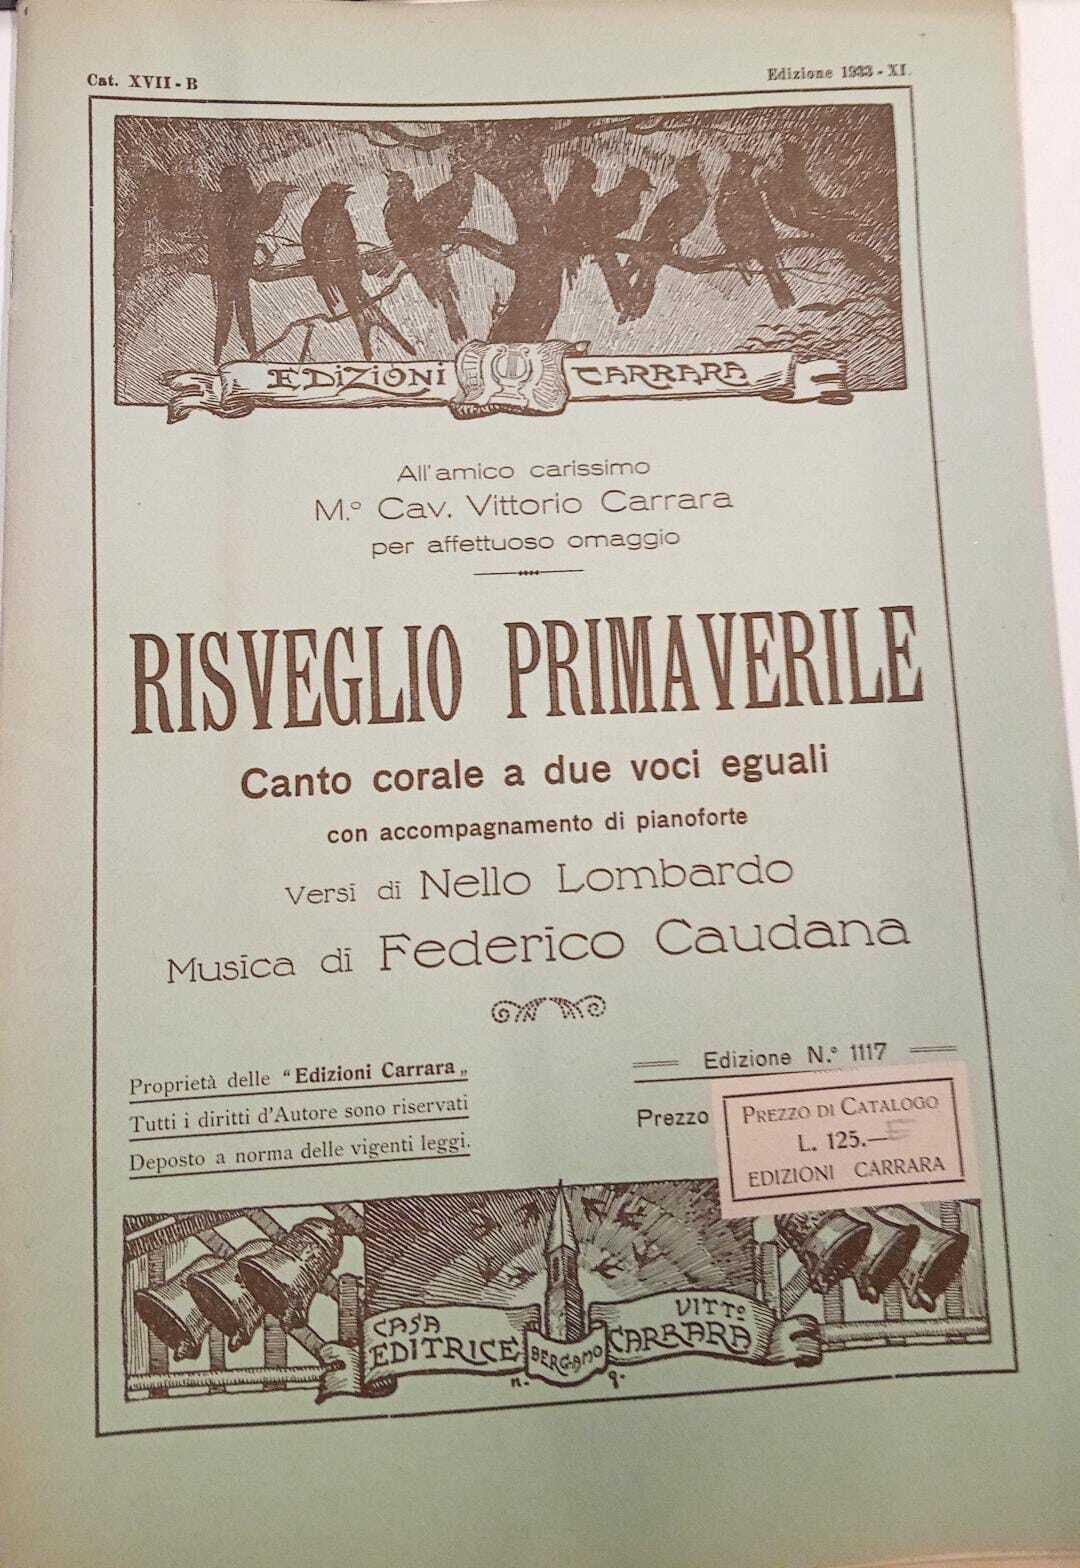 Cat. XVII - B
Edizione 1933 - XI.
EDIZIONI CARRARA
All'amico carissimo
M.º Cav. Vittorio Carrara
per affettuoso omaggio
RISVEGLIO PRIMAVERILE
Canto corale a due voci eguali
con accompagnamento di pianoforte
Versi di Nello Lombardo
Musica di Federico Caudana
Proprietà delle "Edizioni Carrara„
Tutti i diritti d'Autore sono riservati
Deposto a norma delle vigenti leggi.
Edizione N.º 1117
Prezzo
PREZZO DI CATALOGO
L. 125.—
EDIZIONI CARRARA
CASA
EDITRICE
BERGAMO
VITT.º
CARRARA